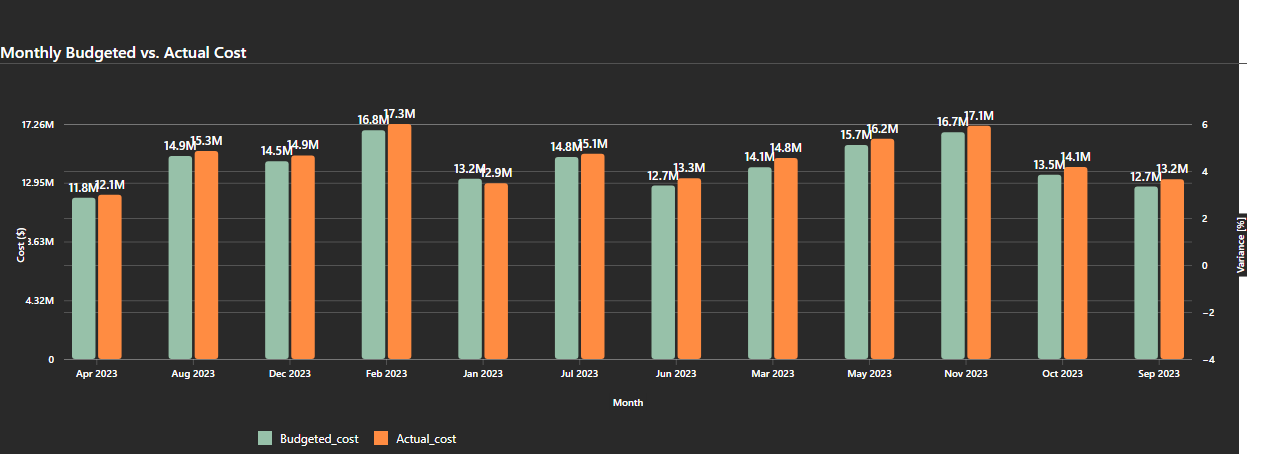 Monthly Budgeted vs. Actual Cost
17.26M
12.95M
3.63M
4.32M
0
Cost ($)
11.8M 12.1M
14.9M 15.3M
14.5M 14.9M
16.8M 17.3M
13.2M 12.9M
14.8M 15.1M
12.7M 13.3M
14.1M 14.8M
15.7M 16.2M
16.7M 17.1M
13.5M 14.1M
12.7M 13.2M
6
4
2
0
−2
−4
Variance [%]
Apr 2023 Aug 2023 Dec 2023 Feb 2023 Jan 2023 Jul 2023 Jun 2023 Mar 2023 May 2023 Nov 2023 Oct 2023 Sep 2023
Month
Budgeted_cost Actual_cost